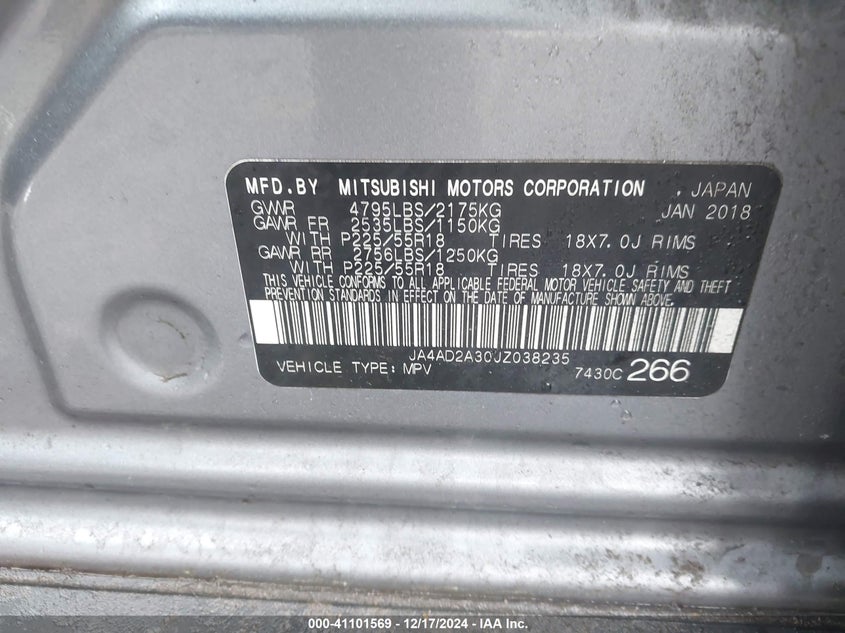 MFD.BY MITSUBISHI MOTORS CORPORATION . JAPAN
GVWR 4795LBS/2175KG JAN 2018
GAWR FR 2535LBS/1150KG
WITH P225/55R18 TIRES 18X7.0J RIMS
GAWR RR 2756LBS/1250KG
WITH P225/55R18 TIRES 18X7.0J RIMS
THIS VEHICLE CONFORMS TO ALL APPLICABLE FEDERAL MOTOR VEHICLE SAFETY AND THEFT
PREVENTION STANDARDS IN EFFECT ON THE DATE OF MANUFACTURE SHOWN ABOVE.
JA4AD2A30JZ038235
VEHICLE TYPE: MPV 7430C 266
000-41101569 – 12/17/2024 – IAA Inc.